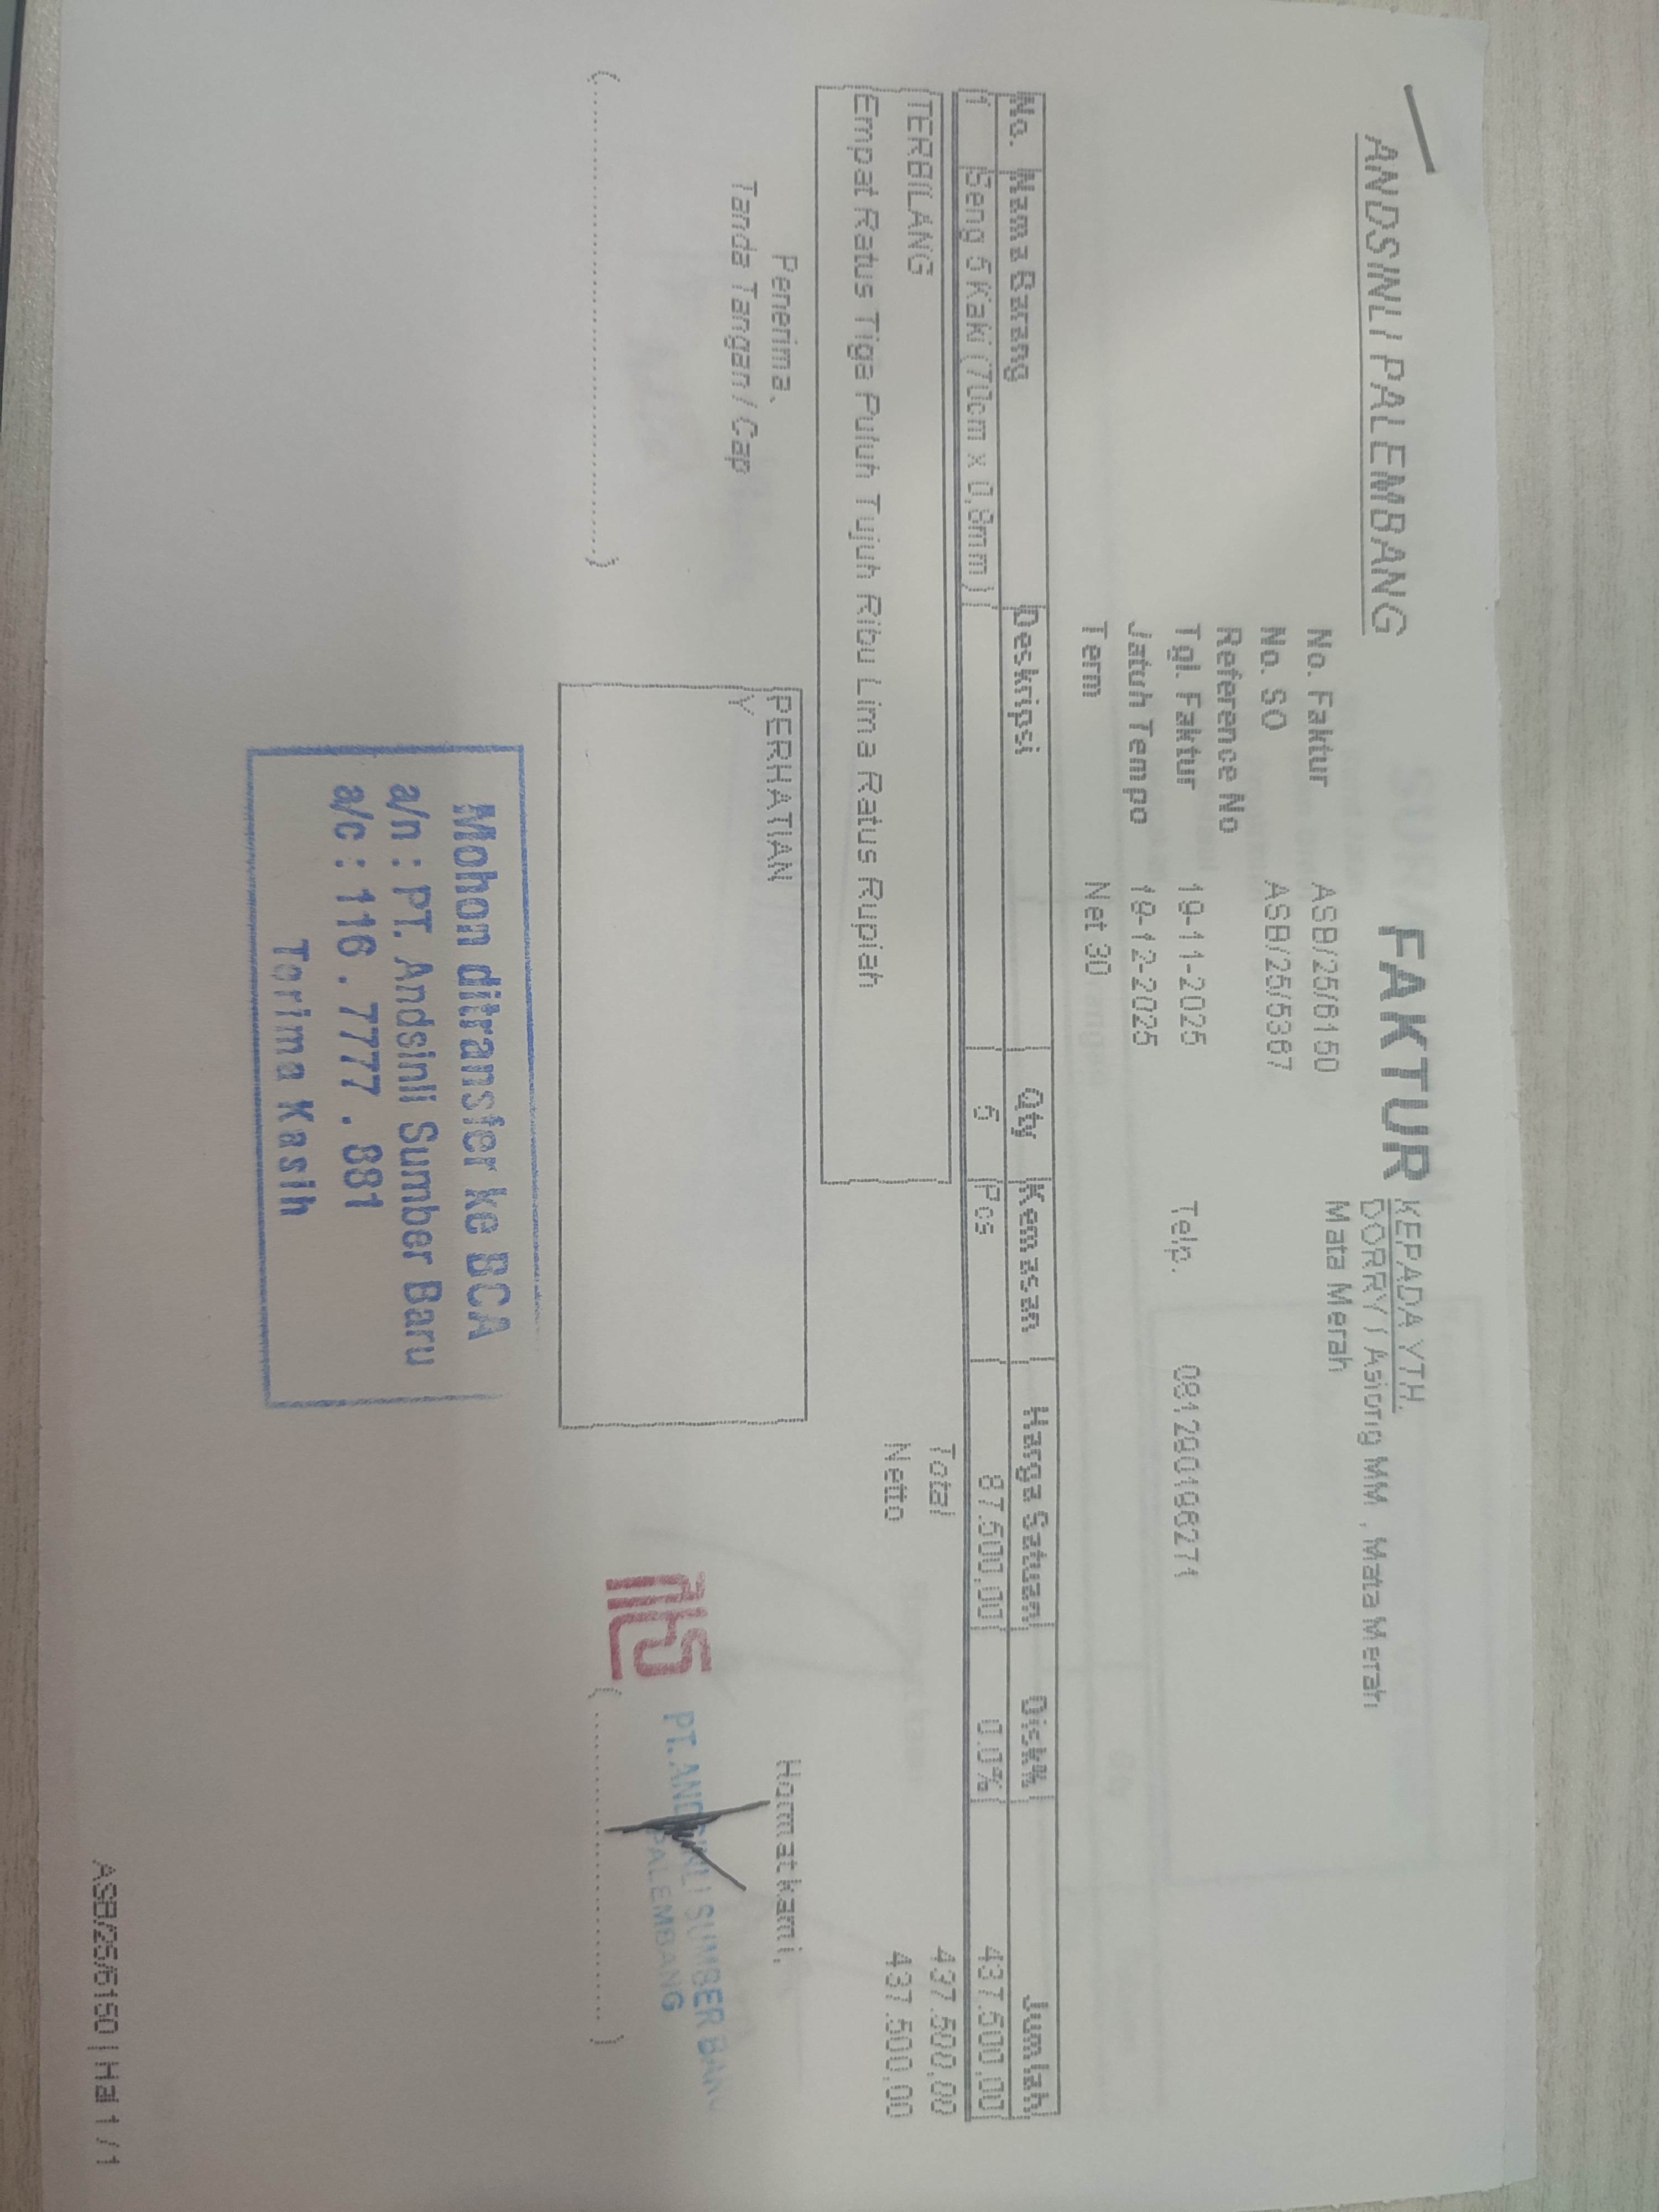 ANDSINLI PALEMBANG
FAKTUR
KEPADA YTH.
DORRY / Asiong MM , Mata Merah
Mata Merah
Telp. 081290198271
No. Faktur ASB/25/6150
No. SO ASB/25/5387
Reference No
Tgl. Faktur 19-11-2025
Jatuh Tempo 19-12-2025
Term Net 30
No. Nama Barang Deskripsi Qty Kemasan Harga Satuan Disk% Jumlah
1 Seng 6 Kaki (70cm x 0,8mm) 5 Pcs 87.500,00 0.0% 437.500,00
TERBILANG
Empat Ratus Tiga Puluh Tujuh Ribu Lima Ratus Rupiah
Total 437.500,00
Netto 437.500,00
Penerima,
Tanda Tangan / Cap
PERHATIAN
Y
Hormat kami,
PT. ANDSINLI SUMBER BARU
PALEMBANG
Mohon ditransfer ke BCA
a/n : PT. Andsinli Sumber Baru
a/c : 116 . 7777 . 881
Terima Kasih
ASB/25/6150 | Hal 1 / 1